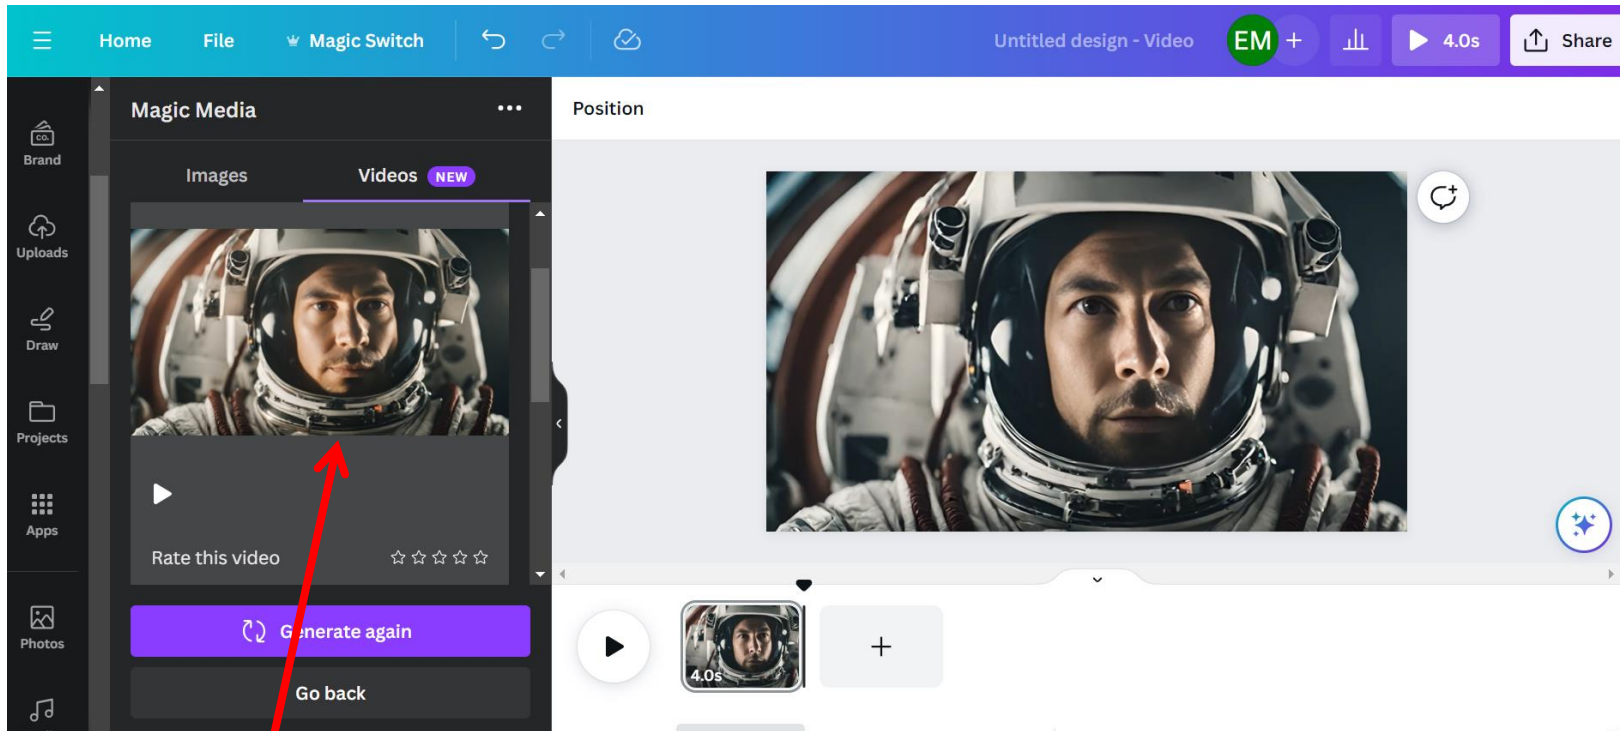 Home File Magic Switch Untitled design - Video EM + 4.0s Share
Magic Media
Position
Images Videos NEW
CO.
Brand
Uploads
Draw
Projects
Apps
Rate this video
Photos
Generate again
4.0s
Go back